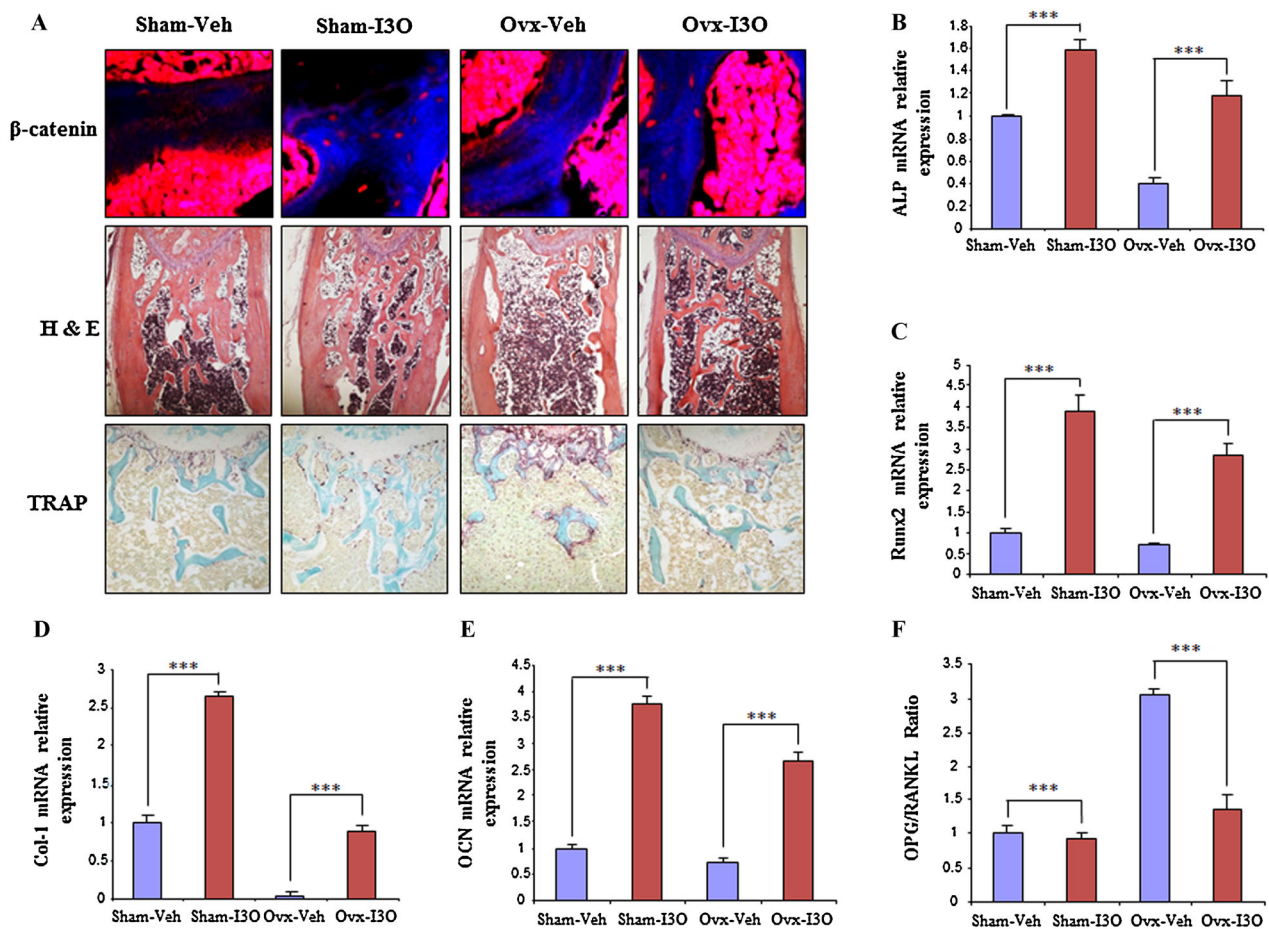 A
Sham-Veh
Sham-I3O
Ovx-Veh
Ovx-I3O
β-catenin
H & E
TRAP
B
ALP mRNA relative
expression
1.8
1.6
1.4
1.2
1
0.8
0.6
0.4
0.2
0
***
***
Sham-Veh
Sham-I3O
Ovx-Veh
Ovx-I3O
C
Runx2 mRNA relative
expression
5
4.5
4
3.5
3
2.5
2
1.5
1
0.5
0
***
***
Sham-Veh
Sham-I3O
Ovx-Veh
Ovx-I3O
D
Col-1 mRNA relative
expression
3
2.5
2
1.5
1
0.5
0
***
***
Sham-Veh
Sham-I3O
Ovx-Veh
Ovx-I3O
E
OCN mRNA relative
expression
4.5
4
3.5
3
2.5
2
1.5
1
0.5
0
***
***
Sham-Veh
Sham-I3O
Ovx-Veh
Ovx-I3O
F
OPG/RANKL Ratio
3.5
3
2.5
2
1.5
1
0.5
0
***
***
Sham-Veh
Sham-I3O
Ovx-Veh
Ovx-I3O